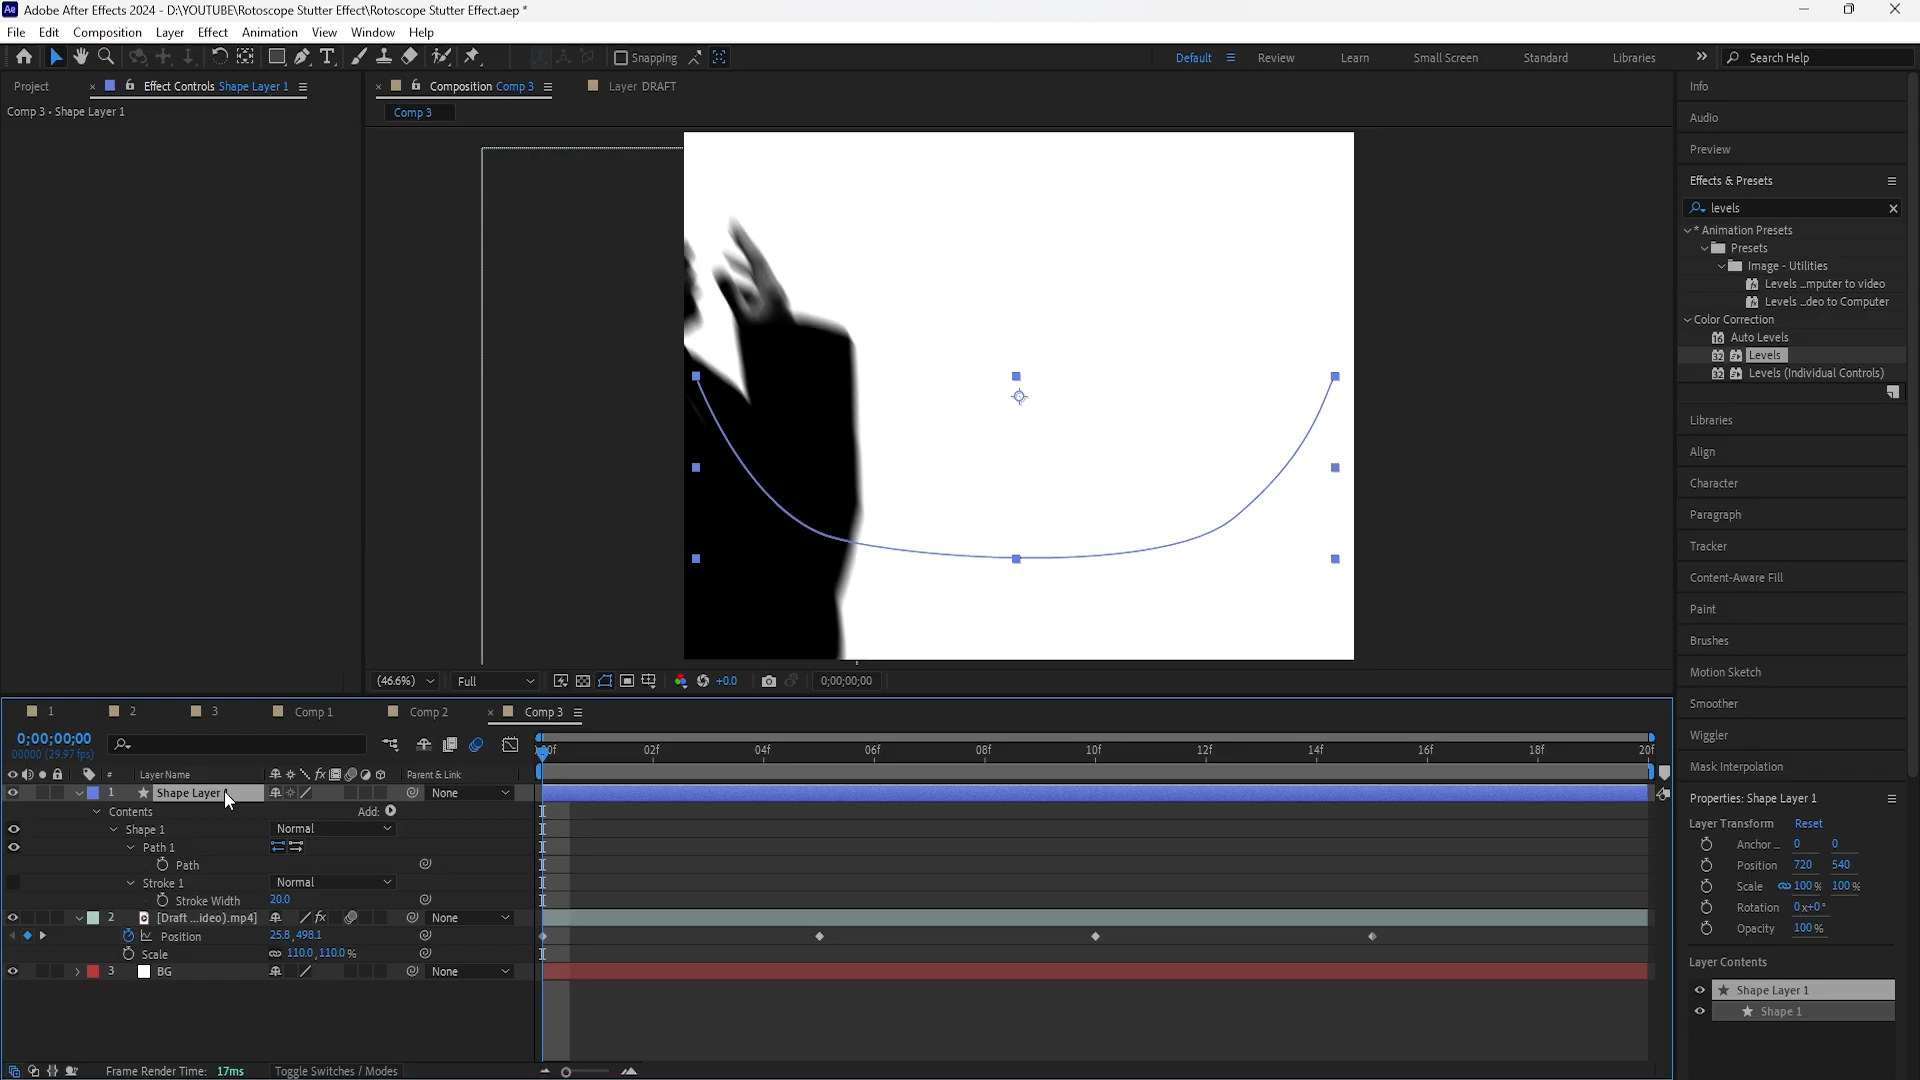 Adobe After Effects 2024 - D:\YOUTUBE\Rotoscope Stutter Effect\Rotoscope Stutter Effect.aep *
File Edit Composition Layer Effect Animation View Window Help
Snapping
Default Review Learn Small Screen Standard Libraries Search Help
Project Effect Controls Shape Layer 1
Composition Comp 3 Layer DRAFT
Comp 3 • Shape Layer 1
Comp 3
Info
Audio
Preview
Effects & Presets
levels
* Animation Presets
Presets
Image - Utilities
Levels ...mputer to video
Levels ...deo to Computer
Color Correction
Auto Levels
Levels
Levels (Individual Controls)
Libraries
Align
Character
Paragraph
Tracker
Content-Aware Fill
Paint
Brushes
Motion Sketch
Smoother
Wiggler
Mask Interpolation
Properties: Shape Layer 1
Layer Transform Reset
Anchor ... 0 0
Position 720 540
Scale 100 % 100 %
Rotation 0x+0°
Opacity 100 %
Layer Contents
Shape Layer 1
Shape 1
(46.6%) Full +0.0 0;00;00;00
1 2 3 Comp 1 Comp 2 Comp 3
0;00;00;00
00000 (29.97 fps)
02f 04f 06f 08f 10f 12f 14f 16f 18f 20f
# Layer Name Parent & Link
1 Shape Layer None
Contents Add:
Shape 1 Normal
Path 1
Path
Stroke 1 Normal
Stroke Width 20.0
2 [Draft ...ideo).mp4] None
Position 25.8,498.1
Scale 110.0,110.0%
3 BG None
Frame Render Time: 17ms Toggle Switches / Modes